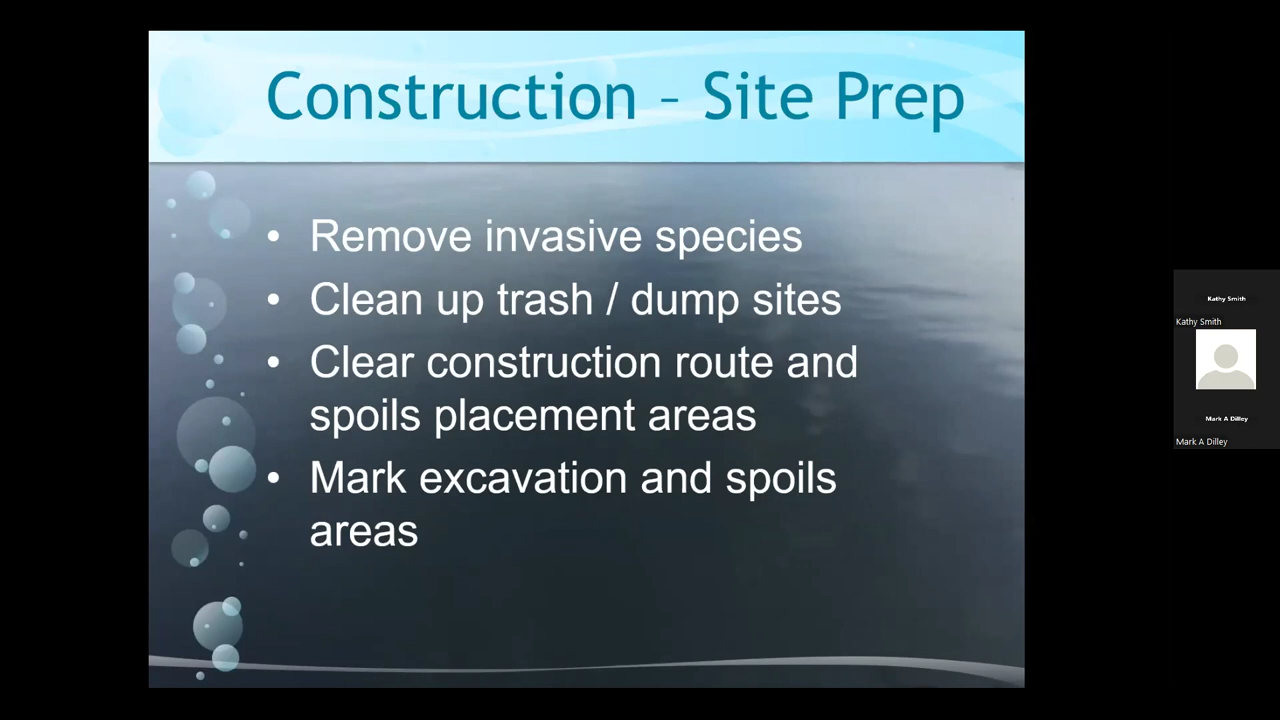 Construction – Site Prep
• Remove invasive species
• Clean up trash / dump sites
• Clear construction route and
spoils placement areas
• Mark excavation and spoils
areas
Kathy Smith
Kathy Smith
Mark A Dilley
Mark A Dilley